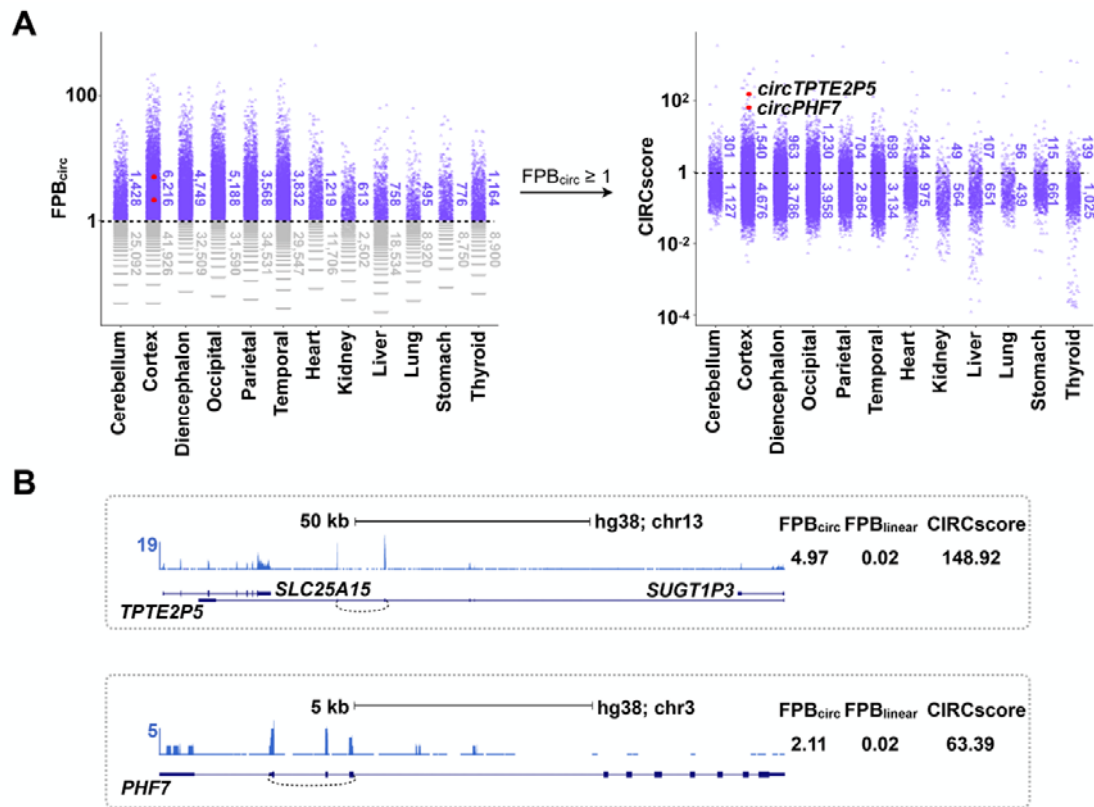 A
FPBcirc
100
1
1,428
6,216
4,749
5,188
3,568
3,832
1,219
613
758
495
776
1,164
25,092
41,926
32,509
31,590
34,531
29,547
11,706
2,502
18,534
8,920
8,750
8,900
Cerebellum
Cortex
Diencephalon
Occipital
Parietal
Temporal
Heart
Kidney
Liver
Lung
Stomach
Thyroid
FPBcirc ≥ 1
CIRCscore
10²
1
10⁻²
10⁻⁴
circTPTE2P5
circPHF7
301
1,540
963
1,230
704
698
244
49
107
56
115
139
1,127
4,676
3,786
3,958
2,864
3,134
975
564
651
439
661
1,025
Cerebellum
Cortex
Diencephalon
Occipital
Parietal
Temporal
Heart
Kidney
Liver
Lung
Stomach
Thyroid
B
50 kb hg38; chr13
19
SLC25A15 SUGT1P3
TPTE2P5
FPBcirc FPBlinear CIRCscore
4.97 0.02 148.92
5 kb hg38; chr3
5
PHF7
FPBcirc FPBlinear CIRCscore
2.11 0.02 63.39